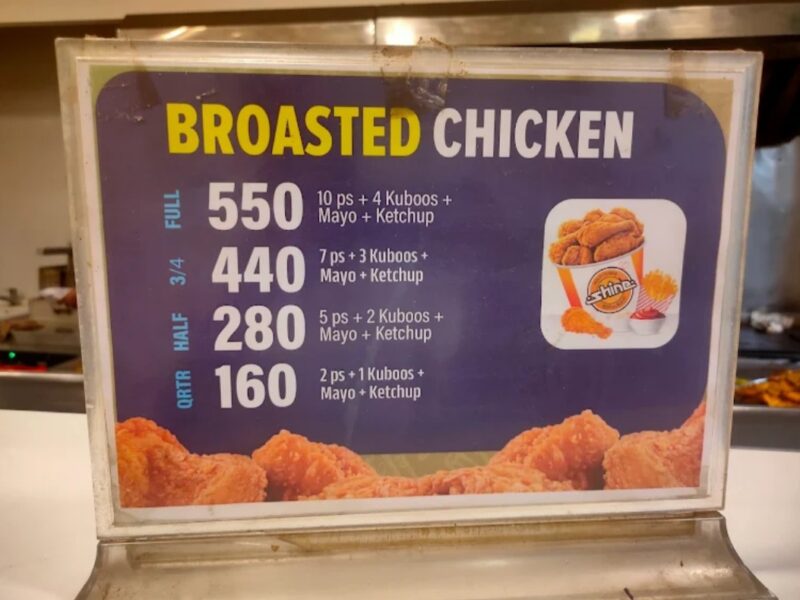 BROASTED CHICKEN
FULL 550 10 ps + 4 Kuboos +
Mayo + Ketchup
3/4 440 7 ps + 3 Kuboos +
Mayo + Ketchup
HALF 280 5 ps + 2 Kuboos +
Mayo + Ketchup
QRTR 160 2 ps + 1 Kuboos +
Mayo + Ketchup
shine